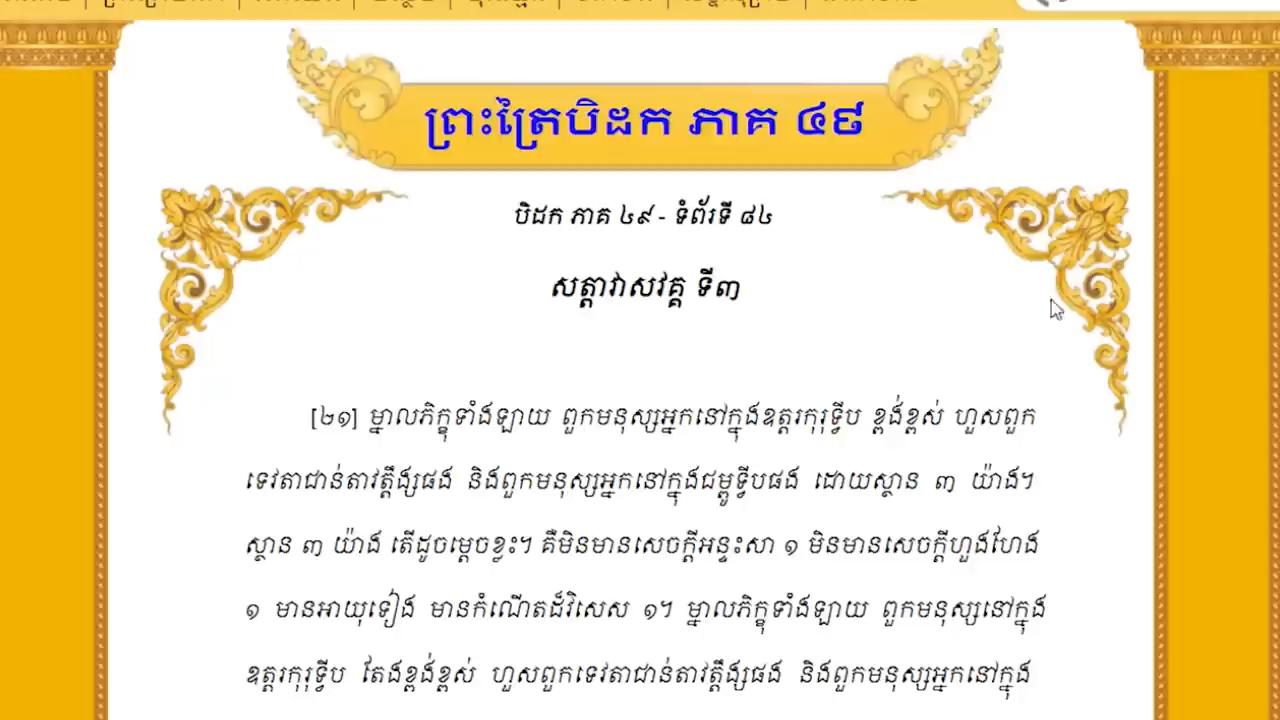 ព្រះត្រៃបិដក ភាគ ៤៩
បិដក ភាគ ៤៩ - ទំព័រទី ៨៤
សត្តាវាសវគ្គ ទី៣
[២១] ម្នាលភិក្ខុទាំងឡាយ ពួកមនុស្សអ្នកនៅក្នុងឧត្តរកុរុទ្វីប ខ្ពង់ខ្ពស់ ហួសពួក
ទេវតាជាន់តាវត្តឹង្សផង និងពួកមនុស្សអ្នកនៅក្នុងជម្ពូទ្វីបផង ដោយស្ថាន ៣ យ៉ាង។
ស្ថាន ៣ យ៉ាង តើដូចម្តេចខ្លះ។ គឺមិនមានសេចក្តីអន្ទះសា ១ មិនមានសេចក្តីហួងហែង
១ មានអាយុទៀង មានកំណើតដ៏វិសេស ១។ ម្នាលភិក្ខុទាំងឡាយ ពួកមនុស្សនៅក្នុង
ឧត្តរកុរុទ្វីប តែងខ្ពង់ខ្ពស់ ហួសពួកទេវតាជាន់តាវត្តឹង្សផង និងពួកមនុស្សអ្នកនៅក្នុង